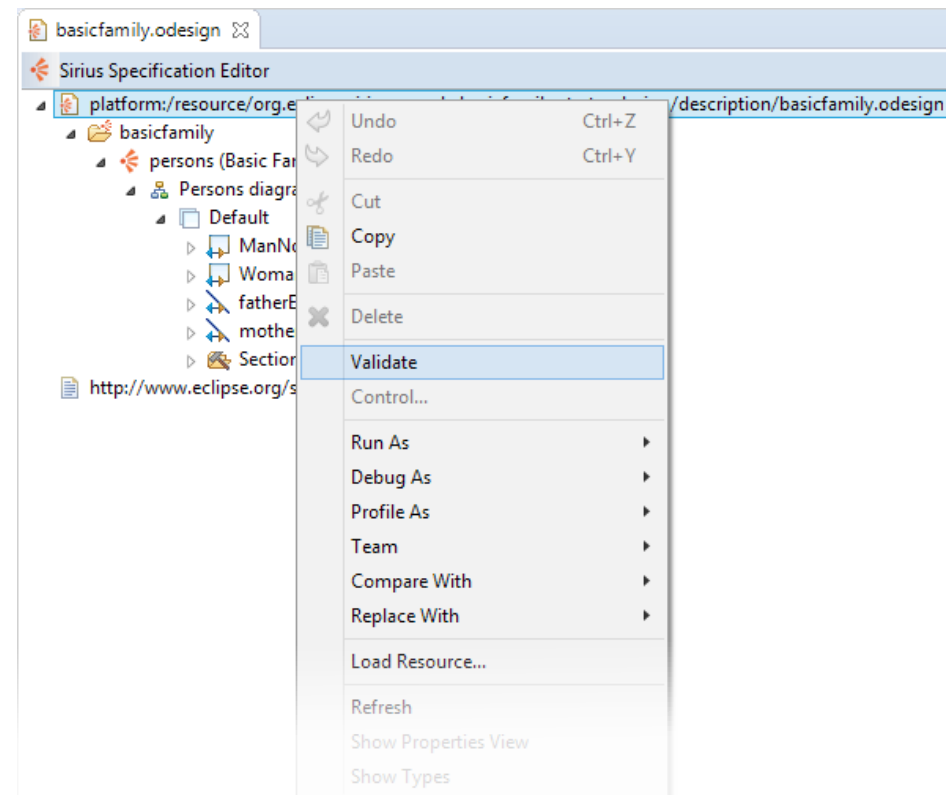 basicfamily.odesign
Sirius Specification Editor
platform:/resource/org.e /description/basicfamily.odesign
basicfamily
persons (Basic Far
Persons diagra
Default
ManNo
Woma
fatherE
mothe
Section
http://www.eclipse.org/s
Undo Ctrl+Z
Redo Ctrl+Y
Cut
Copy
Paste
Delete
Validate
Control...
Run As
Debug As
Profile As
Team
Compare With
Replace With
Load Resource...
Refresh
Show Properties View
Show Types